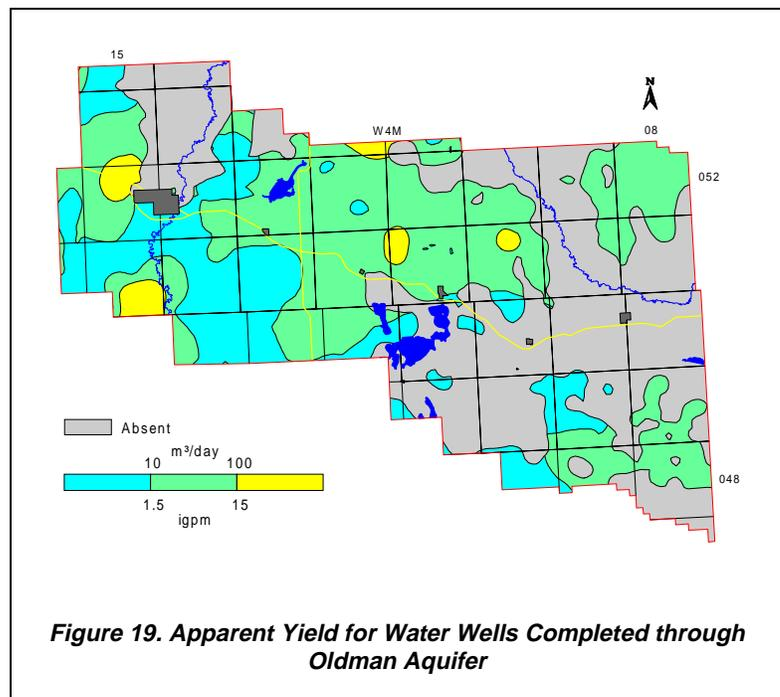 15
N
W4M
08
052
Absent
m³/day
10 100
1.5 15
igpm
048
Figure 19. Apparent Yield for Water Wells Completed through
Oldman Aquifer